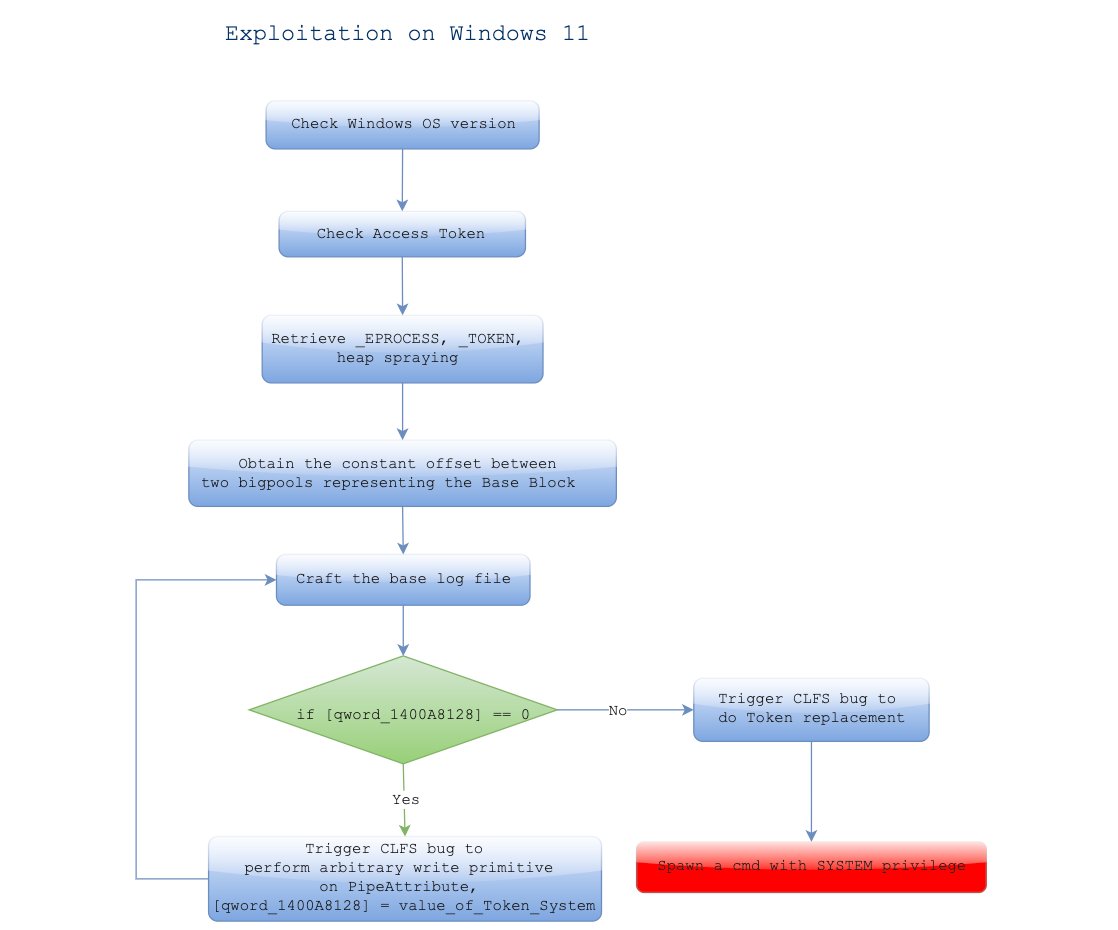 Exploitation on Windows 11
Check Windows OS version
Check Access Token
Retrieve _EPROCESS, _TOKEN,
heap spraying
Obtain the constant offset between
two bigpools representing the Base Block
Craft the base log file
if [qword_1400A8128] == 0
No
Trigger CLFS bug to
do Token replacement
Yes
Trigger CLFS bug to
perform arbitrary write primitive
on PipeAttribute,
[qword_1400A8128] = value_of_Token_System
Spawn a cmd with SYSTEM privilege